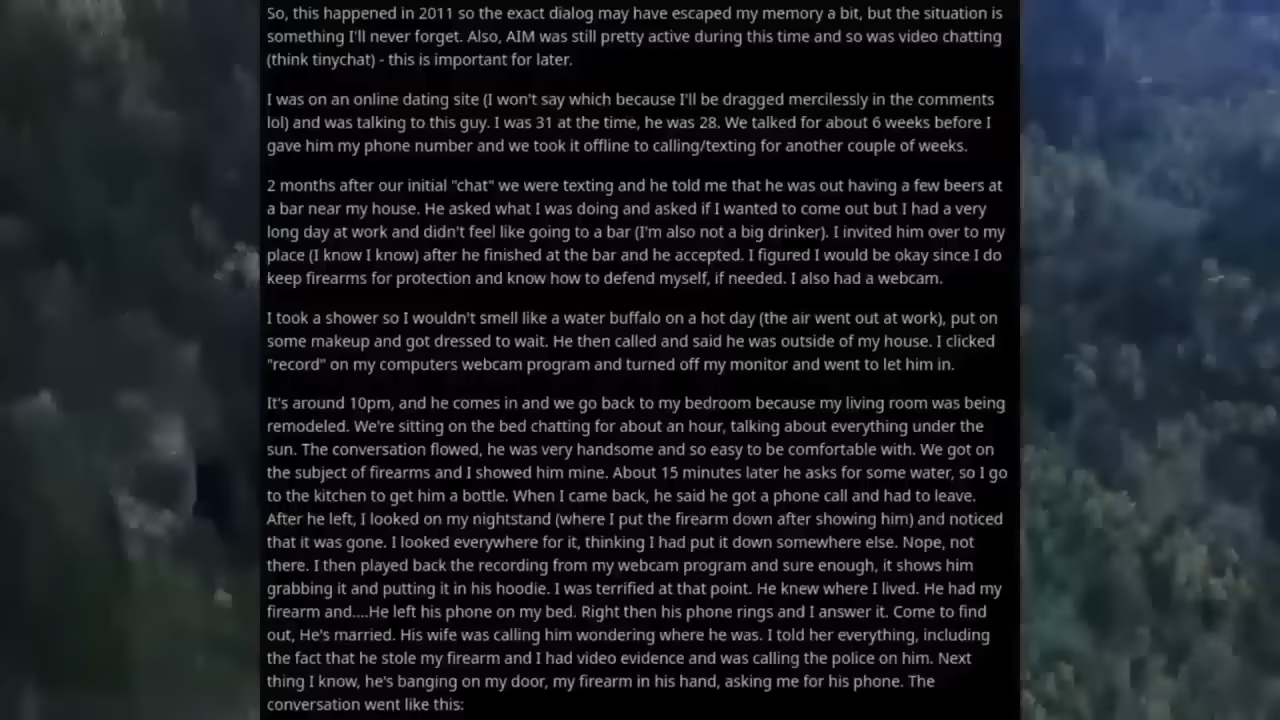 So, this happened in 2011 so the exact dialog may have escaped my memory a bit, but the situation is
something I'll never forget. Also, AIM was still pretty active during this time and so was video chatting
(think tinychat) - this is important for later.
I was on an online dating site (I won't say which because I'll be dragged mercilessly in the comments
lol) and was talking to this guy. I was 31 at the time, he was 28. We talked for about 6 weeks before I
gave him my phone number and we took it offline to calling/texting for another couple of weeks.
2 months after our initial "chat" we were texting and he told me that he was out having a few beers at
a bar near my house. He asked what I was doing and asked if I wanted to come out but I had a very
long day at work and didn't feel like going to a bar (I'm also not a big drinker). I invited him over to my
place (I know I know) after he finished at the bar and he accepted. I figured I would be okay since I do
keep firearms for protection and know how to defend myself, if needed. I also had a webcam.
I took a shower so I wouldn't smell like a water buffalo on a hot day (the air went out at work), put on
some makeup and got dressed to wait. He then called and said he was outside of my house. I clicked
"record" on my computers webcam program and turned off my monitor and went to let him in.
It's around 10pm, and he comes in and we go back to my bedroom because my living room was being
remodeled. We're sitting on the bed chatting for about an hour, talking about everything under the
sun. The conversation flowed, he was very handsome and so easy to be comfortable with. We got on
the subject of firearms and I showed him mine. About 15 minutes later he asks for some water, so I go
to the kitchen to get him a bottle. When I came back, he said he got a phone call and had to leave.
After he left, I looked on my nightstand (where I put the firearm down after showing him) and noticed
that it was gone. I looked everywhere for it, thinking I had put it down somewhere else. Nope, not
there. I then played back the recording from my webcam program and sure enough, it shows him
grabbing it and putting it in his hoodie. I was terrified at that point. He knew where I lived. He had my
firearm and....He left his phone on my bed. Right then his phone rings and I answer it. Come to find
out, He's married. His wife was calling him wondering where he was. I told her everything, including
the fact that he stole my firearm and I had video evidence and was calling the police on him. Next
thing I know, he's banging on my door, my firearm in his hand, asking me for his phone. The
conversation went like this: